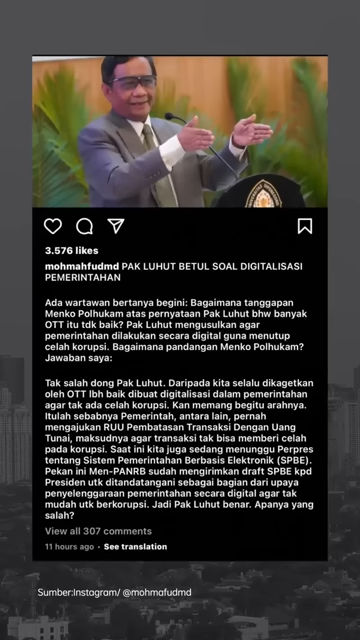 3.576 likes
mohmahfudmd PAK LUHUT BETUL SOAL DIGITALISASI
PEMERINTAHAN
Ada wartawan bertanya begini: Bagaimana tanggapan
Menko Polhukam atas pernyataan Pak Luhut bhw banyak
OTT itu tdk baik? Pak Luhut mengusulkan agar
pemerintahan dilakukan secara digital guna menutup
celah korupsi. Bagaimana pandangan Menko Polhukam?
Jawaban saya:
Tak salah dong Pak Luhut. Daripada kita selalu dikagetkan
oleh OTT lbh baik dibuat digitalisasi dalam pemerintahan
agar tak ada celah korupsi. Kan memang begitu arahnya.
Itulah sebabnya Pemerintah, antara lain, pernah
mengajukan RUU Pembatasan Transaksi Dengan Uang
Tunai, maksudnya agar transaksi tak bisa memberi celah
pada korupsi. Saat ini kita juga sedang menunggu Perpres
tentang Sistem Pemerintahan Berbasis Elektronik (SPBE).
Pekan ini Men-PANRB sudah mengirimkan draft SPBE kpd
Presiden utk ditandatangani sebagai bagian dari upaya
penyelenggaraan pemerintahan secara digital agar tak
mudah utk berkorupsi. Jadi Pak Luhut benar. Apanya yang
salah?
View all 307 comments
11 hours ago • See translation
Sumber:Instagram/ @mohmafudmd